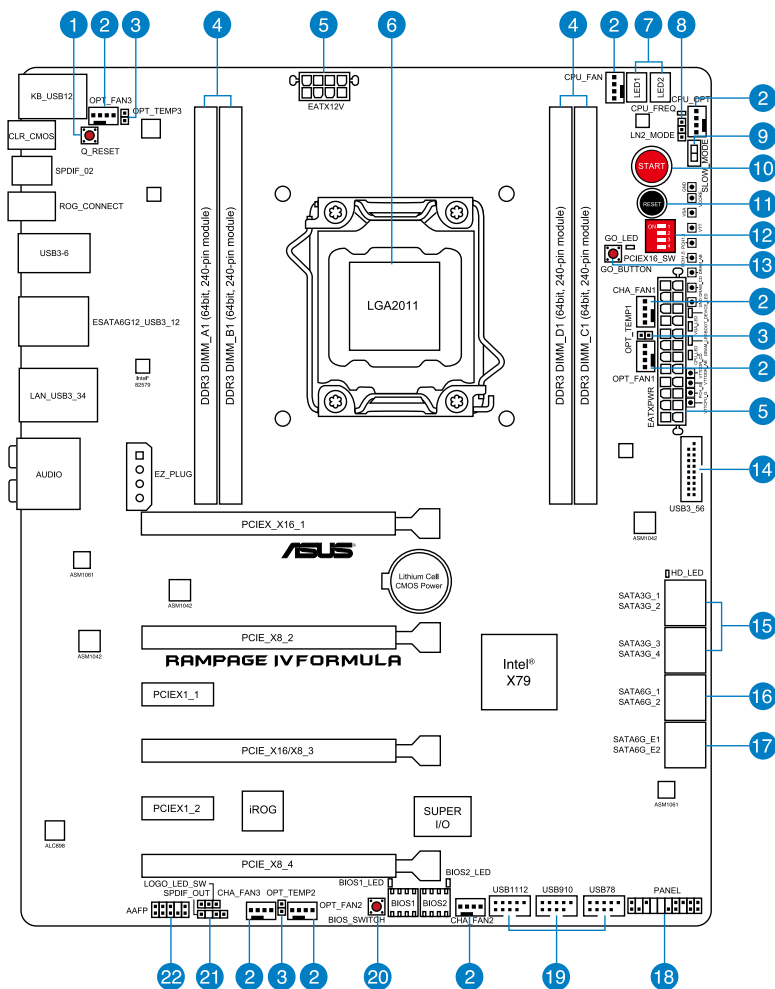 1
2
3
4
5
6
4
2
7
8
KB_USB12
OPT_FAN3
OPT_TEMP3
EATX12V
CPU_FAN
LED1
LED2
CPU_FREQ
CPU_OPT
2
CLR_CMOS
Q_RESET
LN2_MODE
SLOW_MODE
9
SPDIF_02
START
10
ROG_CONNECT
RESET
11
GND
VSA
VTT
ON
12
GO_LED
PCIEX16_SW
USB3-6
GO_BUTTON
13
DDR3 DIMM_A1 (64bit, 240-pin module)
DDR3 DIMM_B1 (64bit, 240-pin module)
LGA2011
DDR3 DIMM_D1 (64bit, 240-pin module)
DDR3 DIMM_C1 (64bit, 240-pin module)
CHA_FAN1
2
ESATA6G12_USB3_12
OPT_TEMP1
3
2
OPT_FAN1
Intel®
82579
LAN_USB3_34
EATXPWR
5
AUDIO
EZ_PLUG
14
USB3_56
PCIEX_X16_1
ASM1042
ASUS
ASM1061
Lithium Cell
CMOS Power
HD_LED
ASM1042
SATA3G_1
SATA3G_2
15
PCIE_X8_2
ASM1042
RAMPAGE IV FORMULA
SATA3G_3
SATA3G_4
Intel®
X79
PCIEX1_1
SATA6G_1
SATA6G_2
16
PCIE_X16/X8_3
SATA6G_E1
SATA6G_E2
17
PCIEX1_2
iROG
SUPER
I/O
ASM1061
ALC898
PCIE_X8_4
BIOS1_LED
BIOS2_LED
LOGO_LED_SW
SPDIF_OUT
CHA_FAN3
OPT_TEMP2
USB1112
USB910
USB78
PANEL
AAFP
OPT_FAN2
BIOS_SWITCH
BIOS1
BIOS2
CHA_FAN2
22
21
2
3
2
20
2
19
18